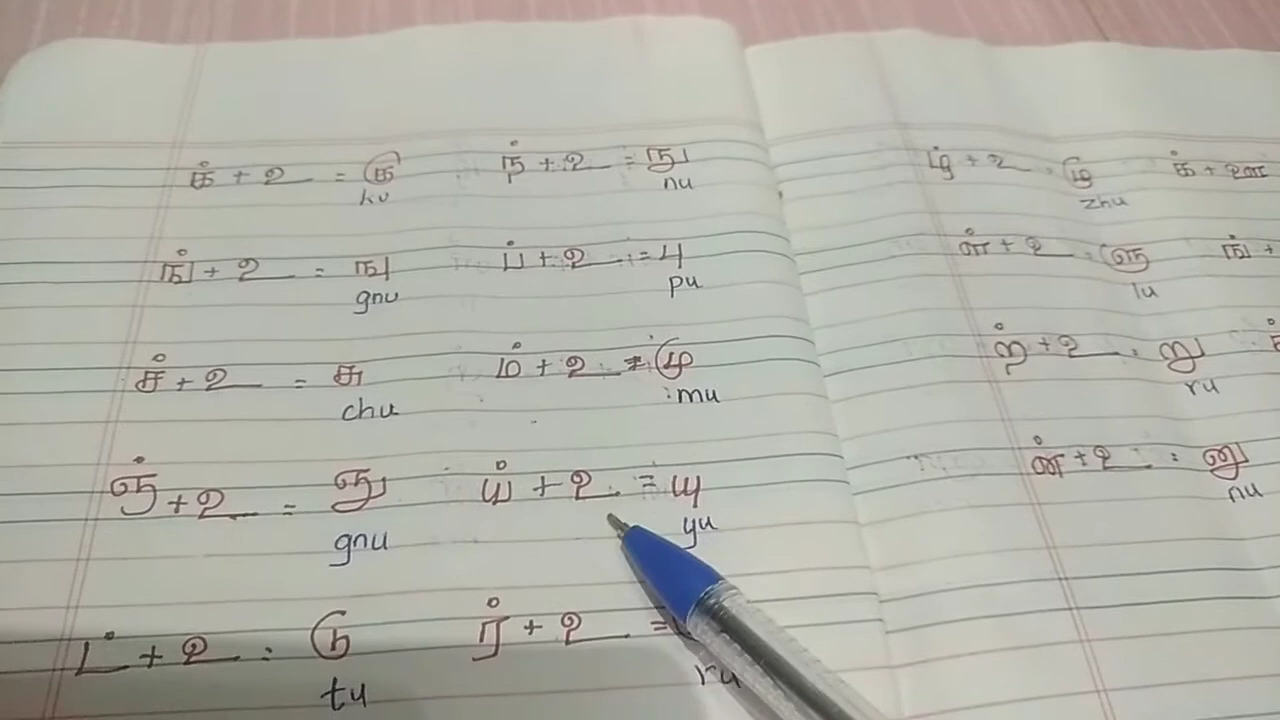 க் + உ = கு ந் + உ = நு
ku nu
ங் + உ = ஙு ப் + உ = பு
gnu pu
ச் + உ = சு ம் + உ = மு
chu mu
ஞ் + உ = ஞு ய் + உ = யு
gnu yu
ட் + உ = டு ர் + உ =
tu ru
ழ் + உ = ழு க் + ஊ
zhu
ள் + உ = ளு ங் +
lu
ற் + உ = று
ru
ன் + உ = னு
nu